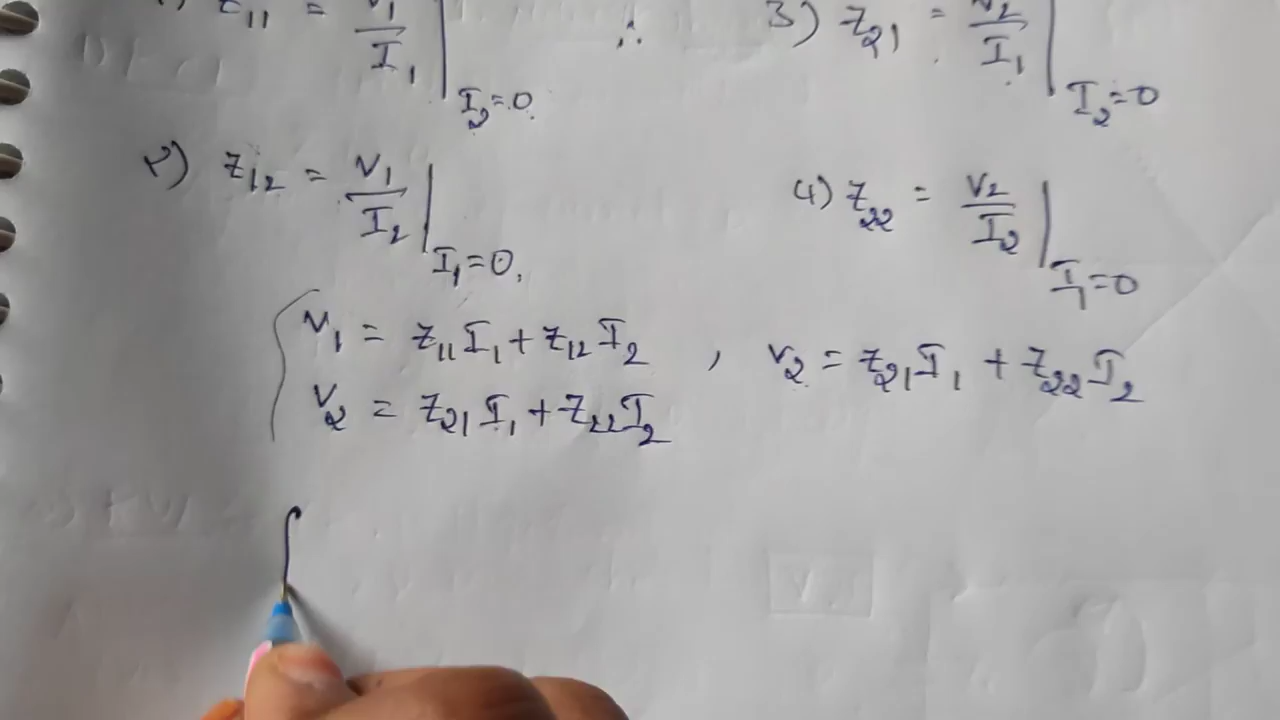 1) Z11 = V1/I1 | I2=0 ∴ 3) Z21 = V2/I1 | I2=0
2) Z12 = V1/I2 | I1=0. 4) Z22 = V2/I2 | I1=0
V1 = Z11 I1 + Z12 I2 , V2 = Z21 I1 + Z22 I2
V2 = Z21 I1 + Z22 I2